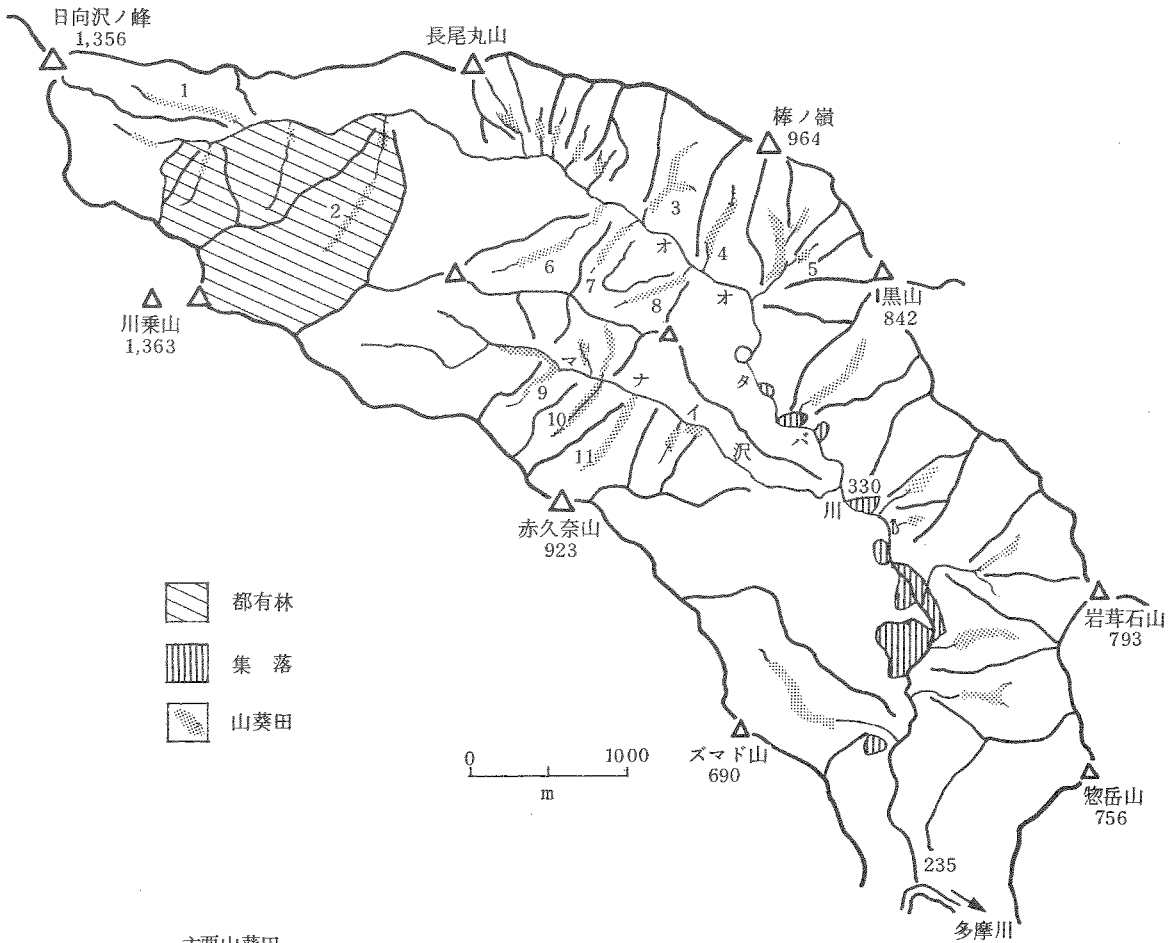 日向沢ノ峰
1,356
長尾丸山
棒ノ嶺
964
1
2
3
4
5
6
7
8
オ
オ
黒山
842
川乗山
1,363
マ
ナ
イ
沢
タ
バ
川
9
10
11
330
赤久奈山
923
都有林
集 落
山葵田
岩茸石山
793
0
1000
m
ズマド山
690
惣岳山
756
235
多摩川